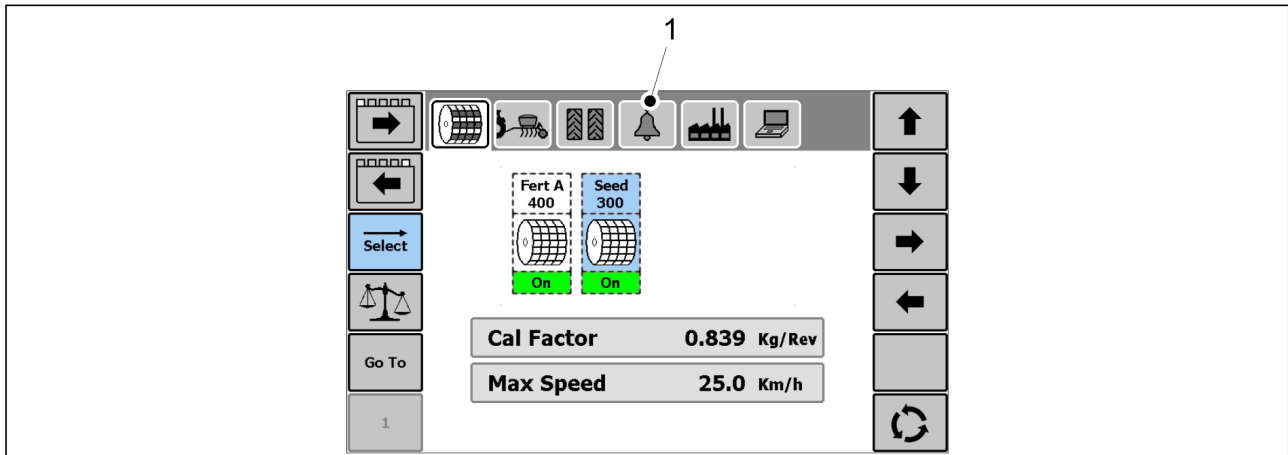 1
Fert A
400
On
Seed
300
On
Select
Cal Factor 0.839 Kg/Rev
Go To
Max Speed 25.0 Km/h
1